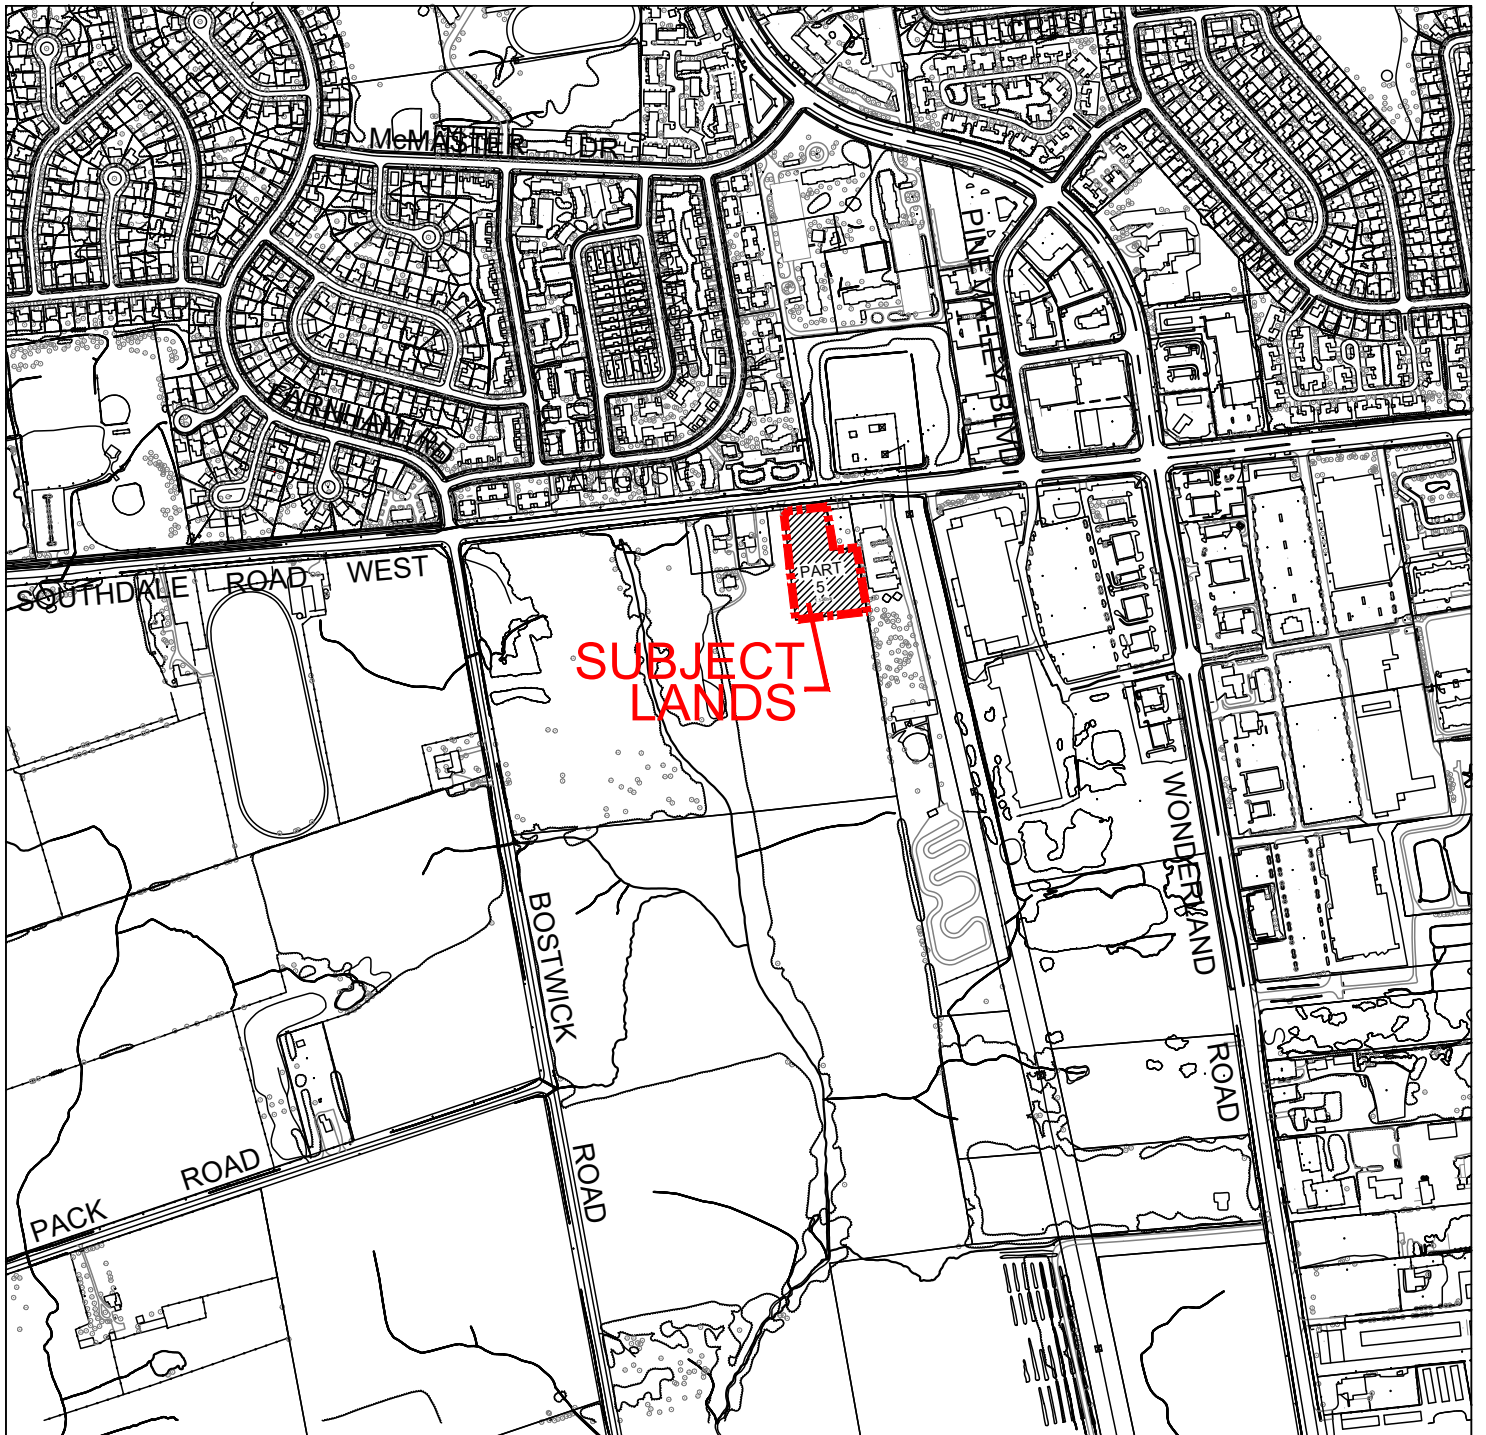 McMASTER DR
PINE VALLEY BLVD
FARNHAM RD
SOUTHDALE ROAD WEST
PART
5
SUBJECT
LANDS
WONDERLAND
ROAD
BOSTWICK
ROAD
PACK ROAD